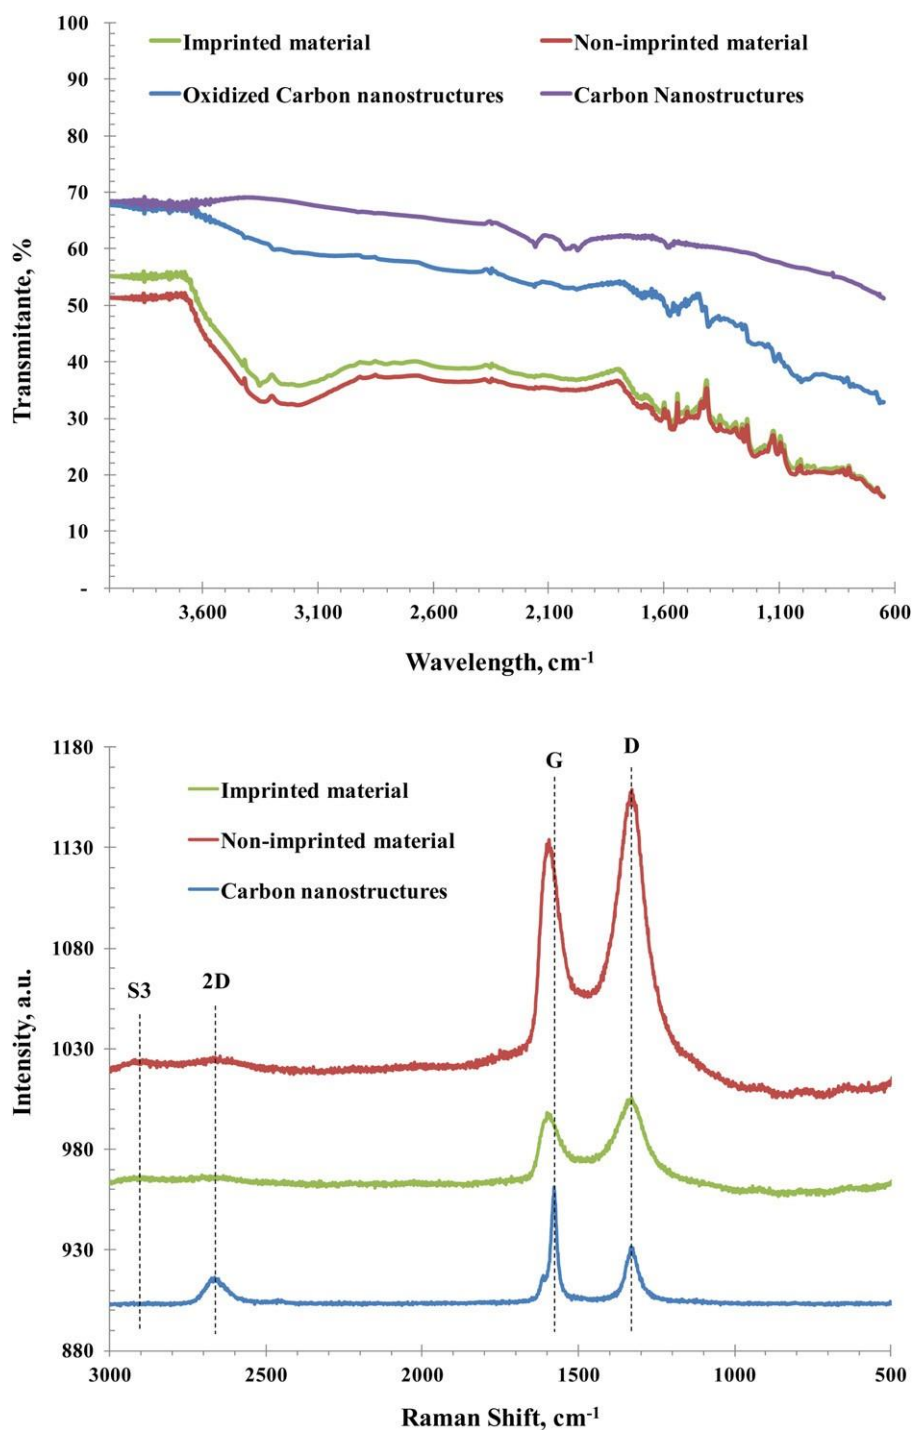 100
90
80
70
60
50
40
30
20
10
-
Transmitante, %
Imprinted material
Non-imprinted material
Oxidized Carbon nanostructures
Carbon Nanostructures
3,600 3,100 2,600 2,100 1,600 1,100 600
Wavelength, cm⁻¹
1180
1130
1080
1030
980
930
880
Intensity, a.u.
Imprinted material
Non-imprinted material
Carbon nanostructures
S3
2D
G
D
3000 2500 2000 1500 1000 500
Raman Shift, cm⁻¹